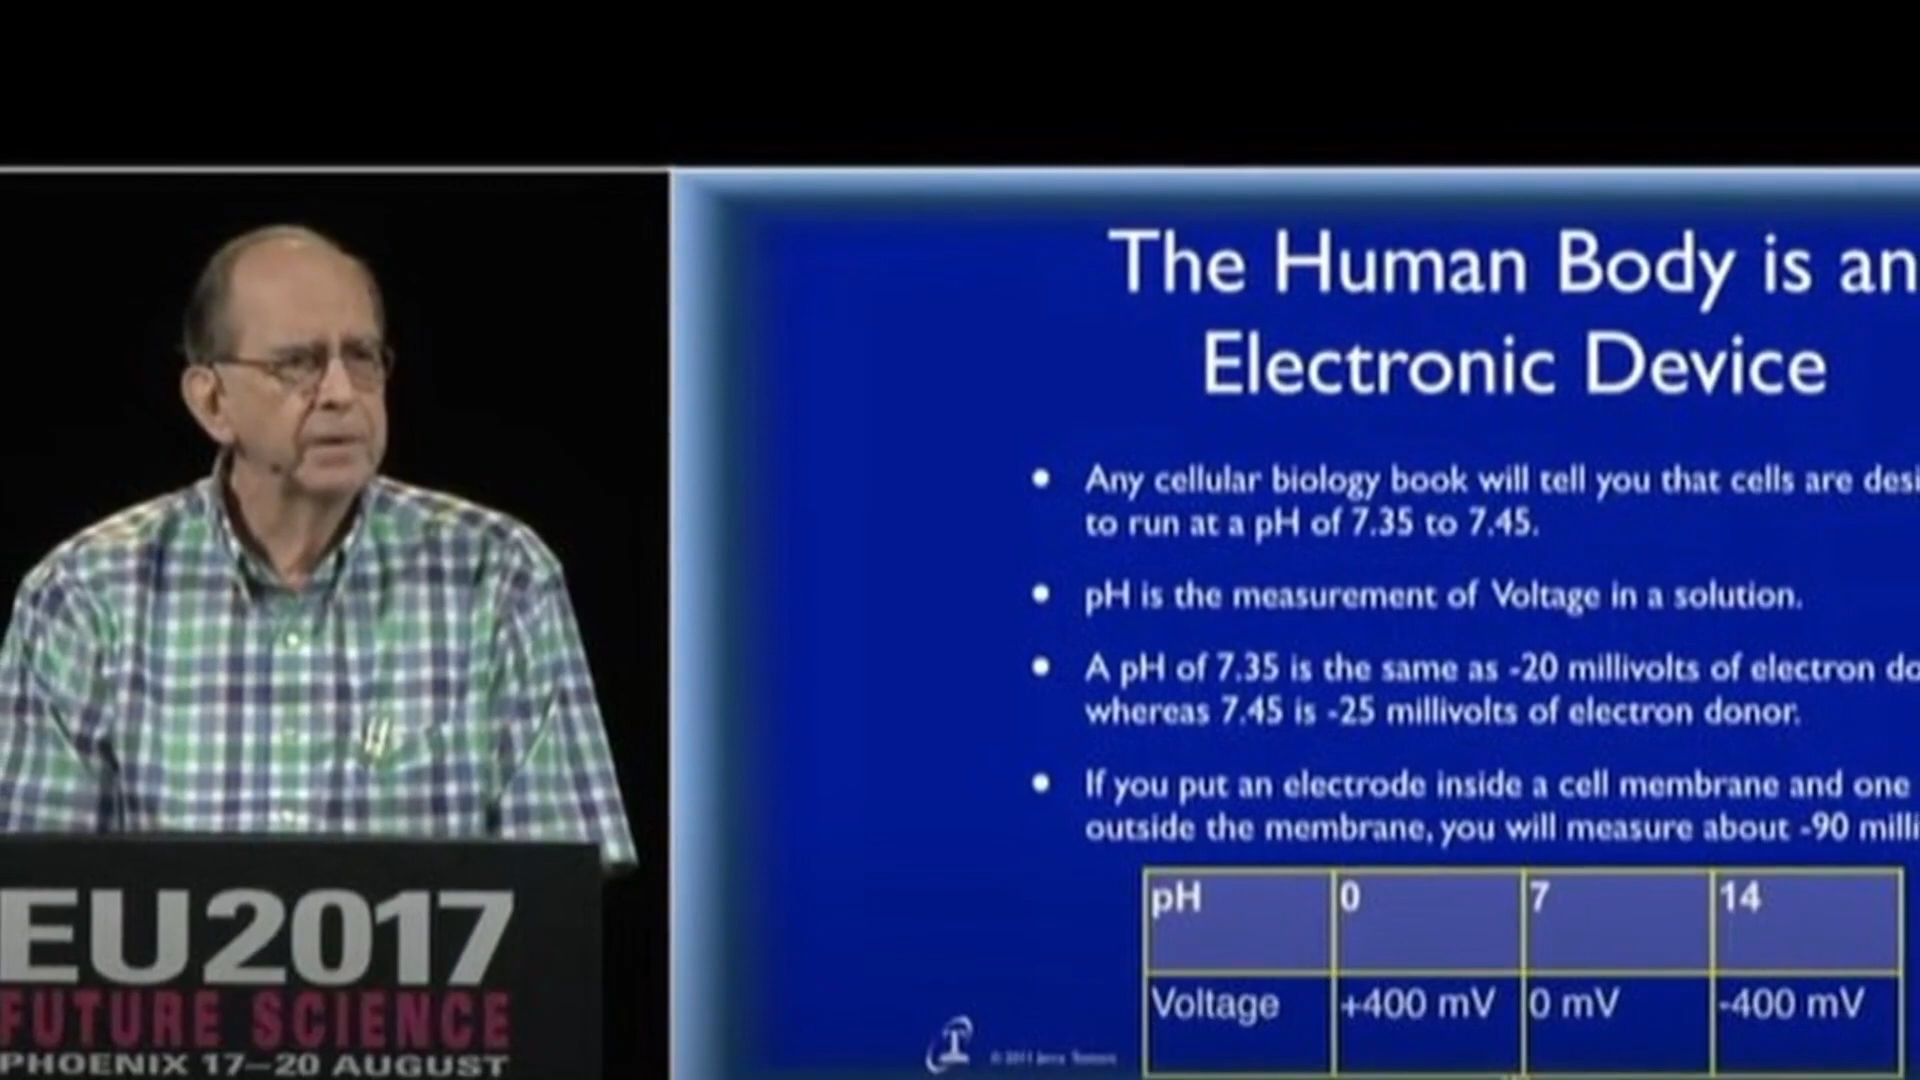 The Human Body is an
Electronic Device
Any cellular biology book will tell you that cells are desi
to run at a pH of 7.35 to 7.45.
pH is the measurement of Voltage in a solution.
A pH of 7.35 is the same as -20 millivolts of electron do
whereas 7.45 is -25 millivolts of electron donor.
If you put an electrode inside a cell membrane and one
outside the membrane, you will measure about -90 milli
pH 0 7 14
Voltage +400 mV 0 mV -400 mV
EU2017
FUTURE SCIENCE
PHOENIX 17–20 AUGUST